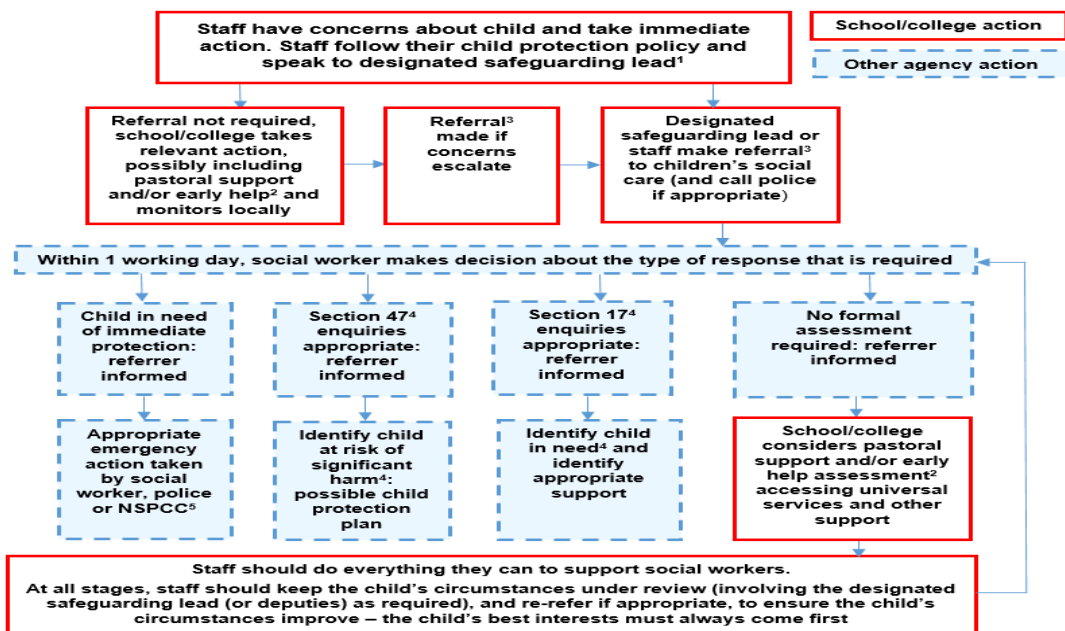 Staff have concerns about child and take immediate
action. Staff follow their child protection policy and
speak to designated safeguarding lead¹
School/college action
Other agency action
Referral not required,
school/college takes
relevant action,
possibly including
pastoral support
and/or early help² and
monitors locally
Referral³
made if
concerns
escalate
Designated
safeguarding lead or
staff make referral³
to children’s social
care (and call police
if appropriate)
Within 1 working day, social worker makes decision about the type of response that is required
Child in need
of immediate
protection:
referrer
informed
Section 47⁴
enquiries
appropriate:
referrer
informed
Section 17⁴
enquiries
appropriate:
referrer
informed
No formal
assessment
required: referrer
informed
Appropriate
emergency
action taken
by social
worker, police
or NSPCC⁵
Identify child
at risk of
significant
harm⁴:
possible child
protection
plan
Identify child
in need⁴ and
identify
appropriate
support
School/college
considers pastoral
support and/or early
help assessment²
accessing universal
services and other
support
Staff should do everything they can to support social workers.
At all stages, staff should keep the child’s circumstances under review (involving the designated
safeguarding lead (or deputies) as required), and re-refer if appropriate, to ensure the child’s
circumstances improve – the child’s best interests must always come first